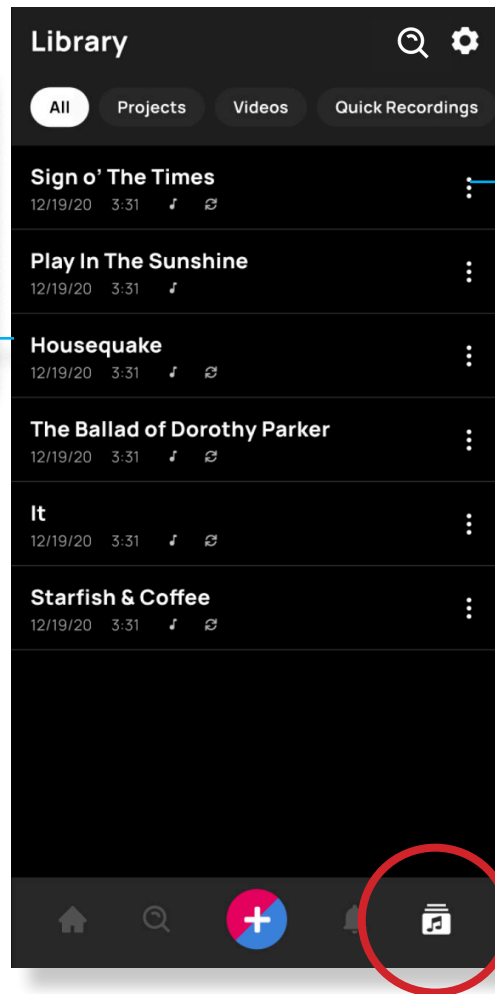 Library
All Projects Videos Quick Recordings
Sign o’ The Times
12/19/20 3:31
Play In The Sunshine
12/19/20 3:31
Housequake
12/19/20 3:31
The Ballad of Dorothy Parker
12/19/20 3:31
It
12/19/20 3:31
Starfish & Coffee
12/19/20 3:31